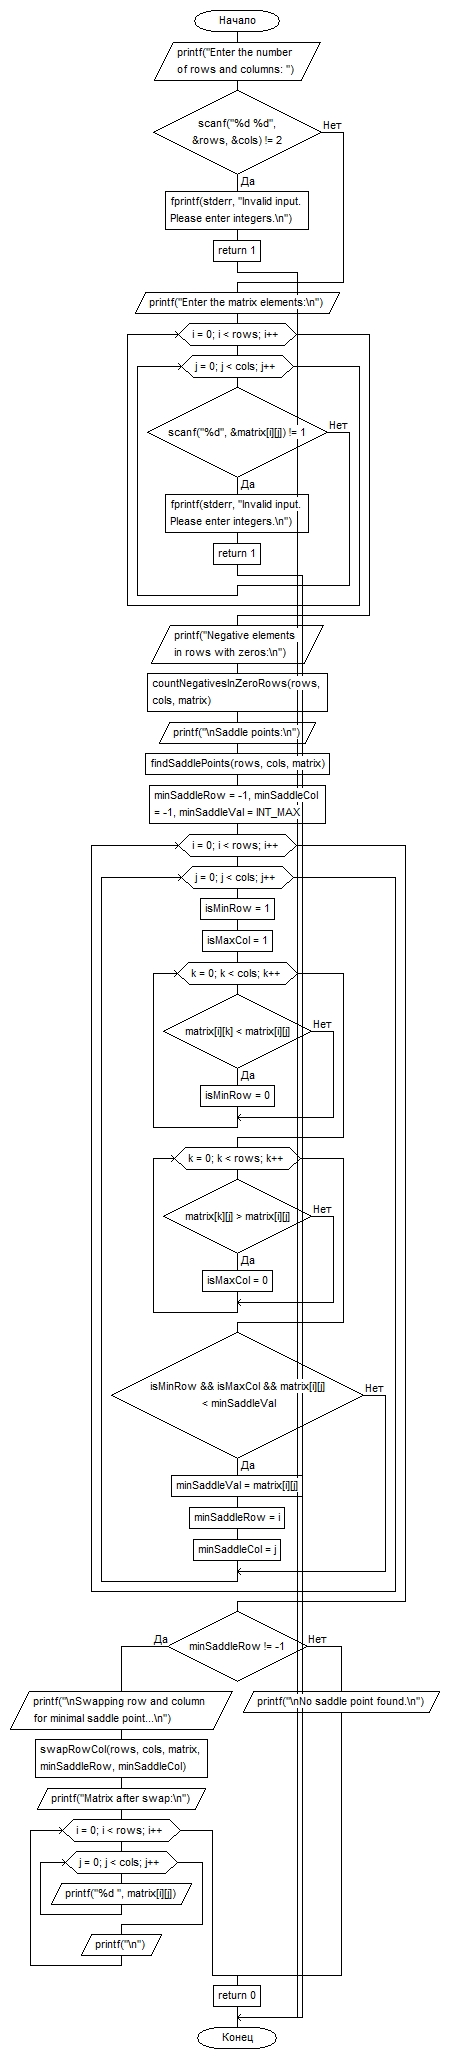 Начало
printf("Enter the number
of rows and columns: ")
scanf("%d %d",
&rows, &cols) != 2
Нет
Да
fprintf(stderr, "Invalid input.
Please enter integers.\n")
return 1
printf("Enter the matrix elements:\n")
i = 0; i < rows; i++
j = 0; j < cols; j++
scanf("%d", &matrix[i][j]) != 1
Нет
Да
fprintf(stderr, "Invalid input.
Please enter integers.\n")
return 1
printf("Negative elements
in rows with zeros:\n")
countNegativesInZeroRows(rows,
cols, matrix)
printf("\nSaddle points:\n")
findSaddlePoints(rows, cols, matrix)
minSaddleRow = -1, minSaddleCol
= -1, minSaddleVal = INT_MAX
i = 0; i < rows; i++
j = 0; j < cols; j++
isMinRow = 1
isMaxCol = 1
k = 0; k < cols; k++
matrix[i][k] < matrix[i][j]
Нет
Да
isMinRow = 0
k = 0; k < rows; k++
matrix[k][j] > matrix[i][j]
Нет
Да
isMaxCol = 0
isMinRow && isMaxCol && matrix[i][j]
< minSaddleVal
Нет
Да
minSaddleVal = matrix[i][j]
minSaddleRow = i
minSaddleCol = j
Да
minSaddleRow != -1
Нет
printf("\nSwapping row and column
for minimal saddle point...\n")
printf("\nNo saddle point found.\n")
swapRowCol(rows, cols, matrix,
minSaddleRow, minSaddleCol)
printf("Matrix after swap:\n")
i = 0; i < rows; i++
j = 0; j < cols; j++
printf("%d ", matrix[i][j])
printf("\n")
return 0
Конец